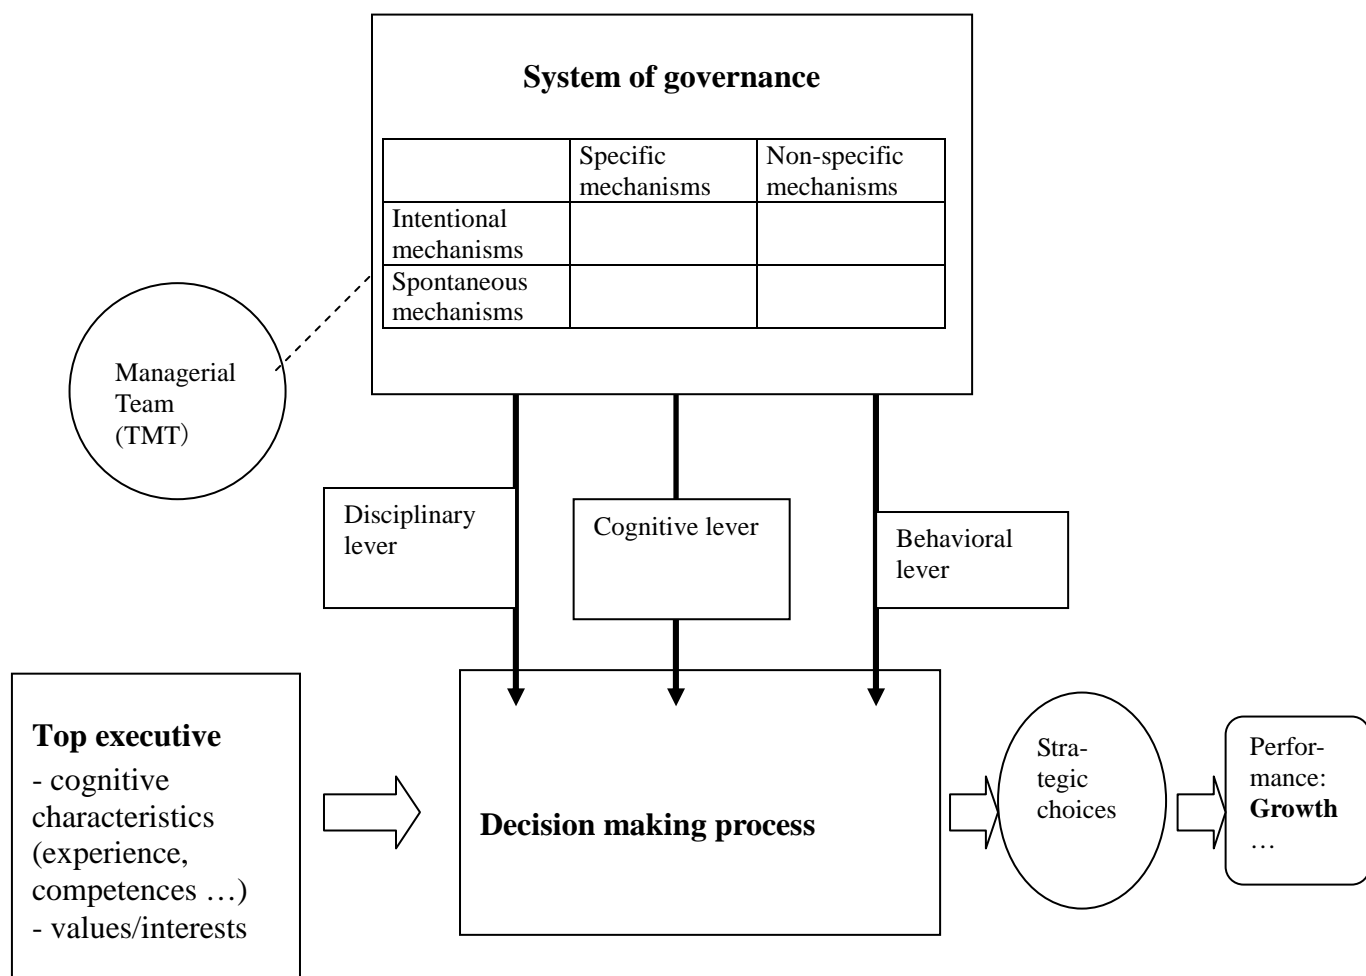 System of governance
Specific
mechanisms
Non-specific
mechanisms
Intentional
mechanisms
Spontaneous
mechanisms
Managerial
Team
(TMT）
Disciplinary
lever
Cognitive lever
Behavioral
lever
Top executive
- cognitive
characteristics
(experience,
competences …)
- values/interests
Decision making process
Stra-
tegic
choices
Perfor-
mance:
Growth
…